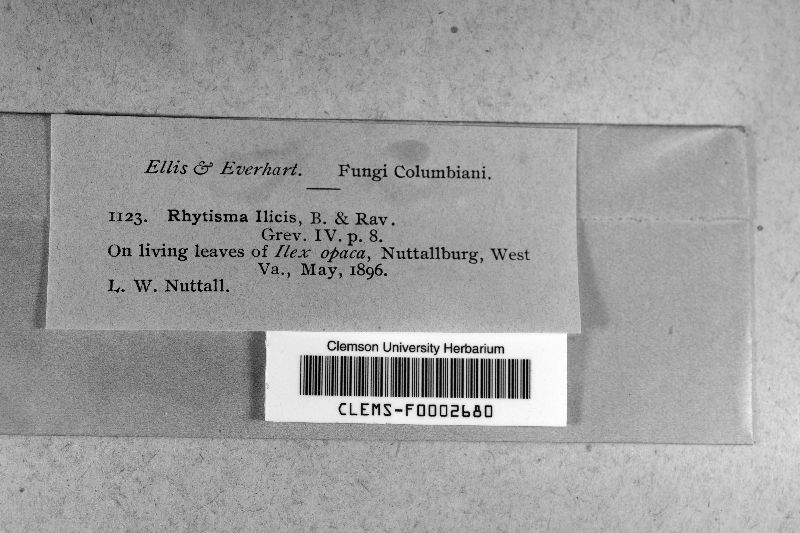 Ellis & Everhart. Fungi Columbiani.
1123. Rhytisma Ilicis, B. & Rav.
Grev. IV. p. 8.
On living leaves of Ilex opaca, Nuttallburg, West
Va., May, 1896.
L. W. Nuttall.
Clemson University Herbarium
CLEMS-F0002680